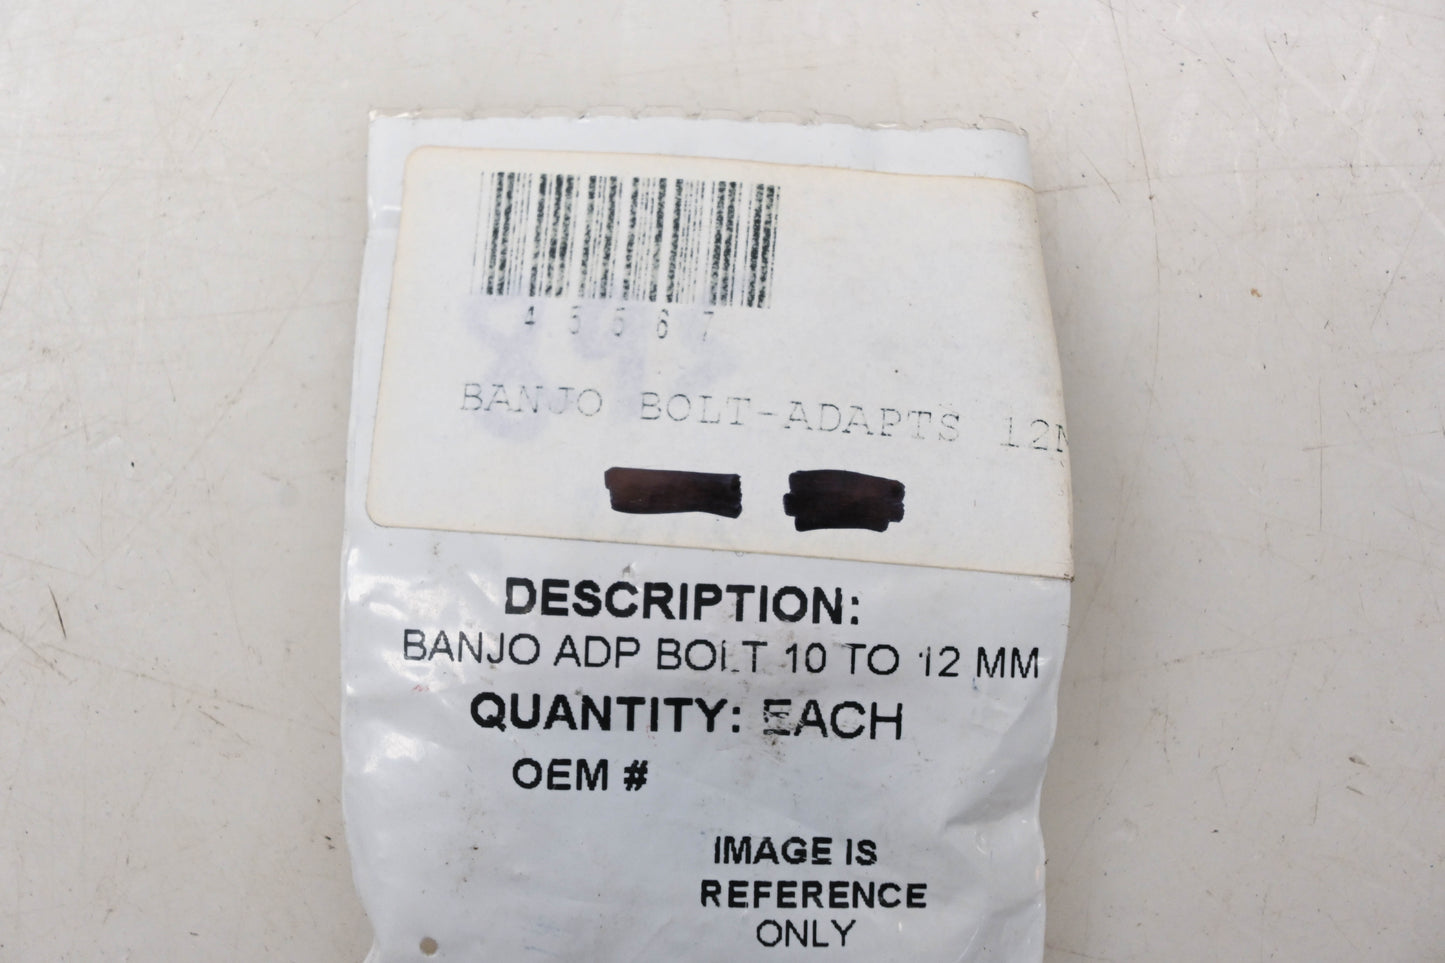 45567
BANJO BOLT-ADAPTS 12M
DESCRIPTION:
BANJO ADP BOLT 10 TO 12 MM
QUANTITY: EACH
OEM #
IMAGE IS
REFERENCE
ONLY